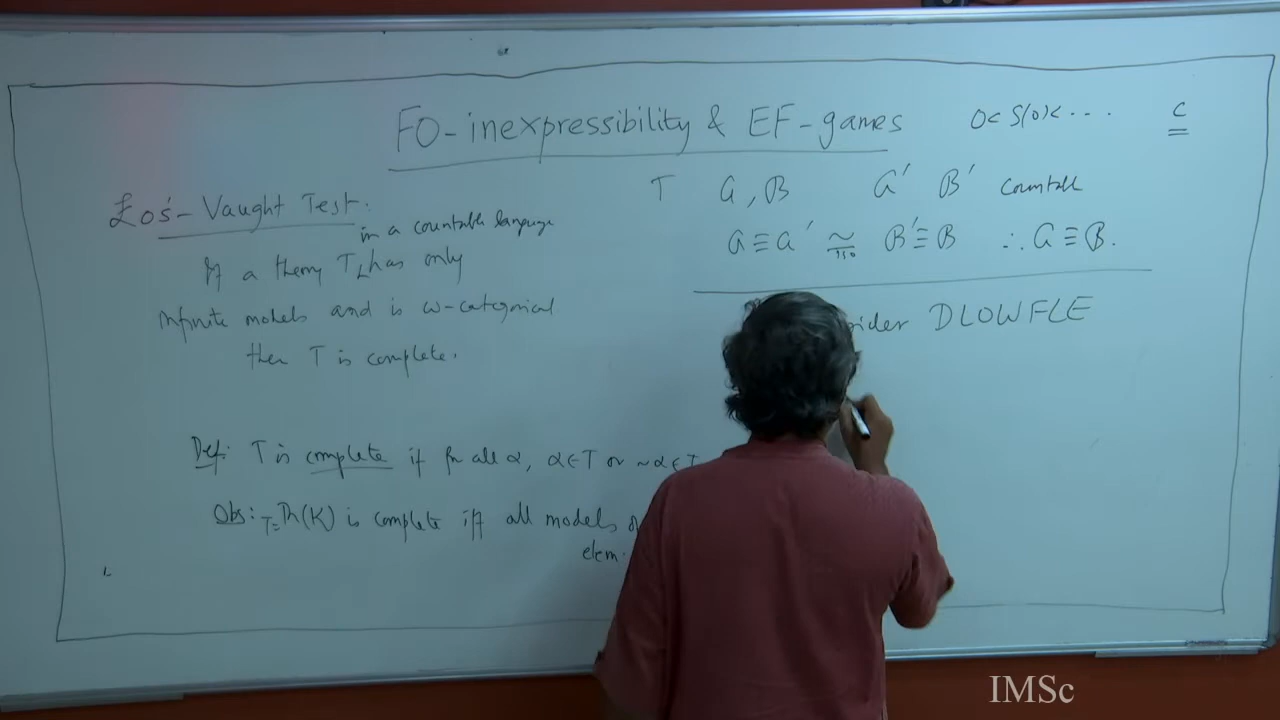 FO-inexpressibility & EF-games
0< S(0)< ....
c
Łoś-Vaught Test:
in a countable language
If a theory T has only
infinite models and is ω-categorical
then T is complete.
Def: T is complete if for all α, α∈T or ~α∈T
Obs: T=Th(K) is complete iff all models
elem.
T A, B A' B' Countable
A ≡ A' ≅ B' ≡ B ∴ A ≡ B.
iso
DLOWFLE
IMSc